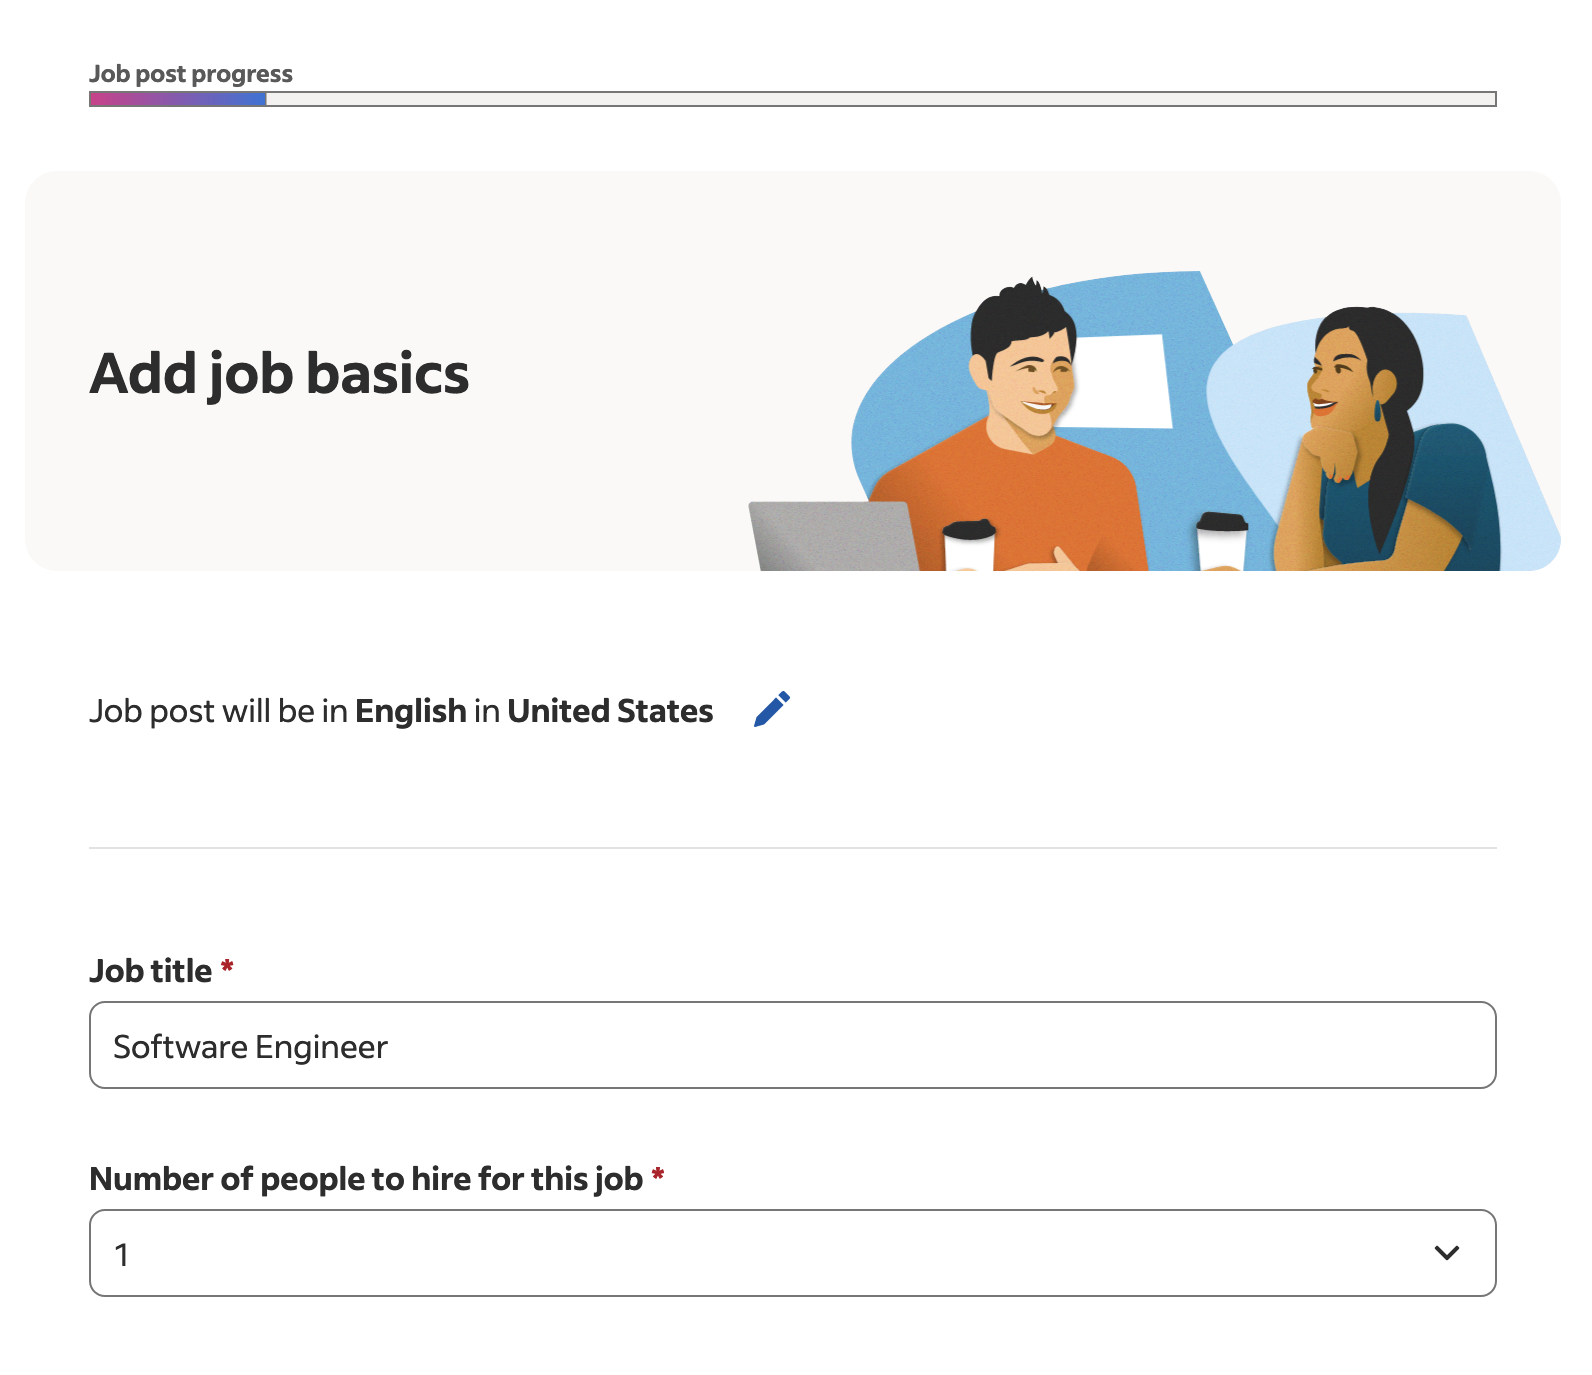 Job post progress
Add job basics
Job post will be in English in United States
Job title *
Software Engineer
Number of people to hire for this job *
1